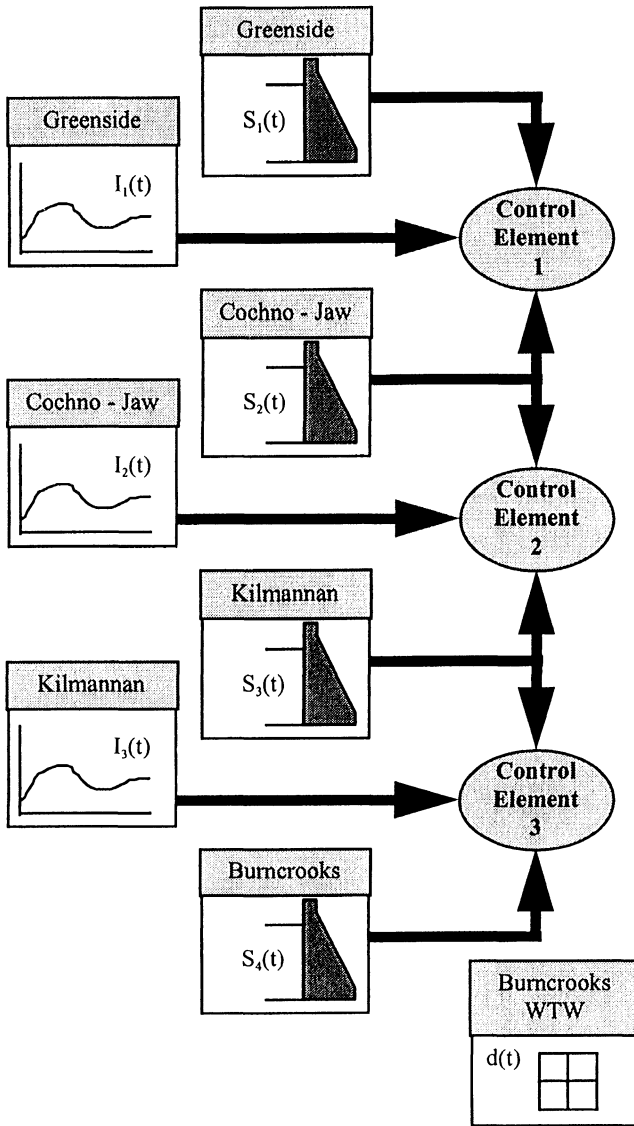 Greenside
S₁(t)
Greenside
I₁(t)
Control
Element
1
Cochno - Jaw
S₂(t)
Cochno - Jaw
I₂(t)
Control
Element
2
Kilmannan
S₃(t)
Kilmannan
I₃(t)
Control
Element
3
Burncrooks
S₄(t)
Burncrooks
WTW
d(t)